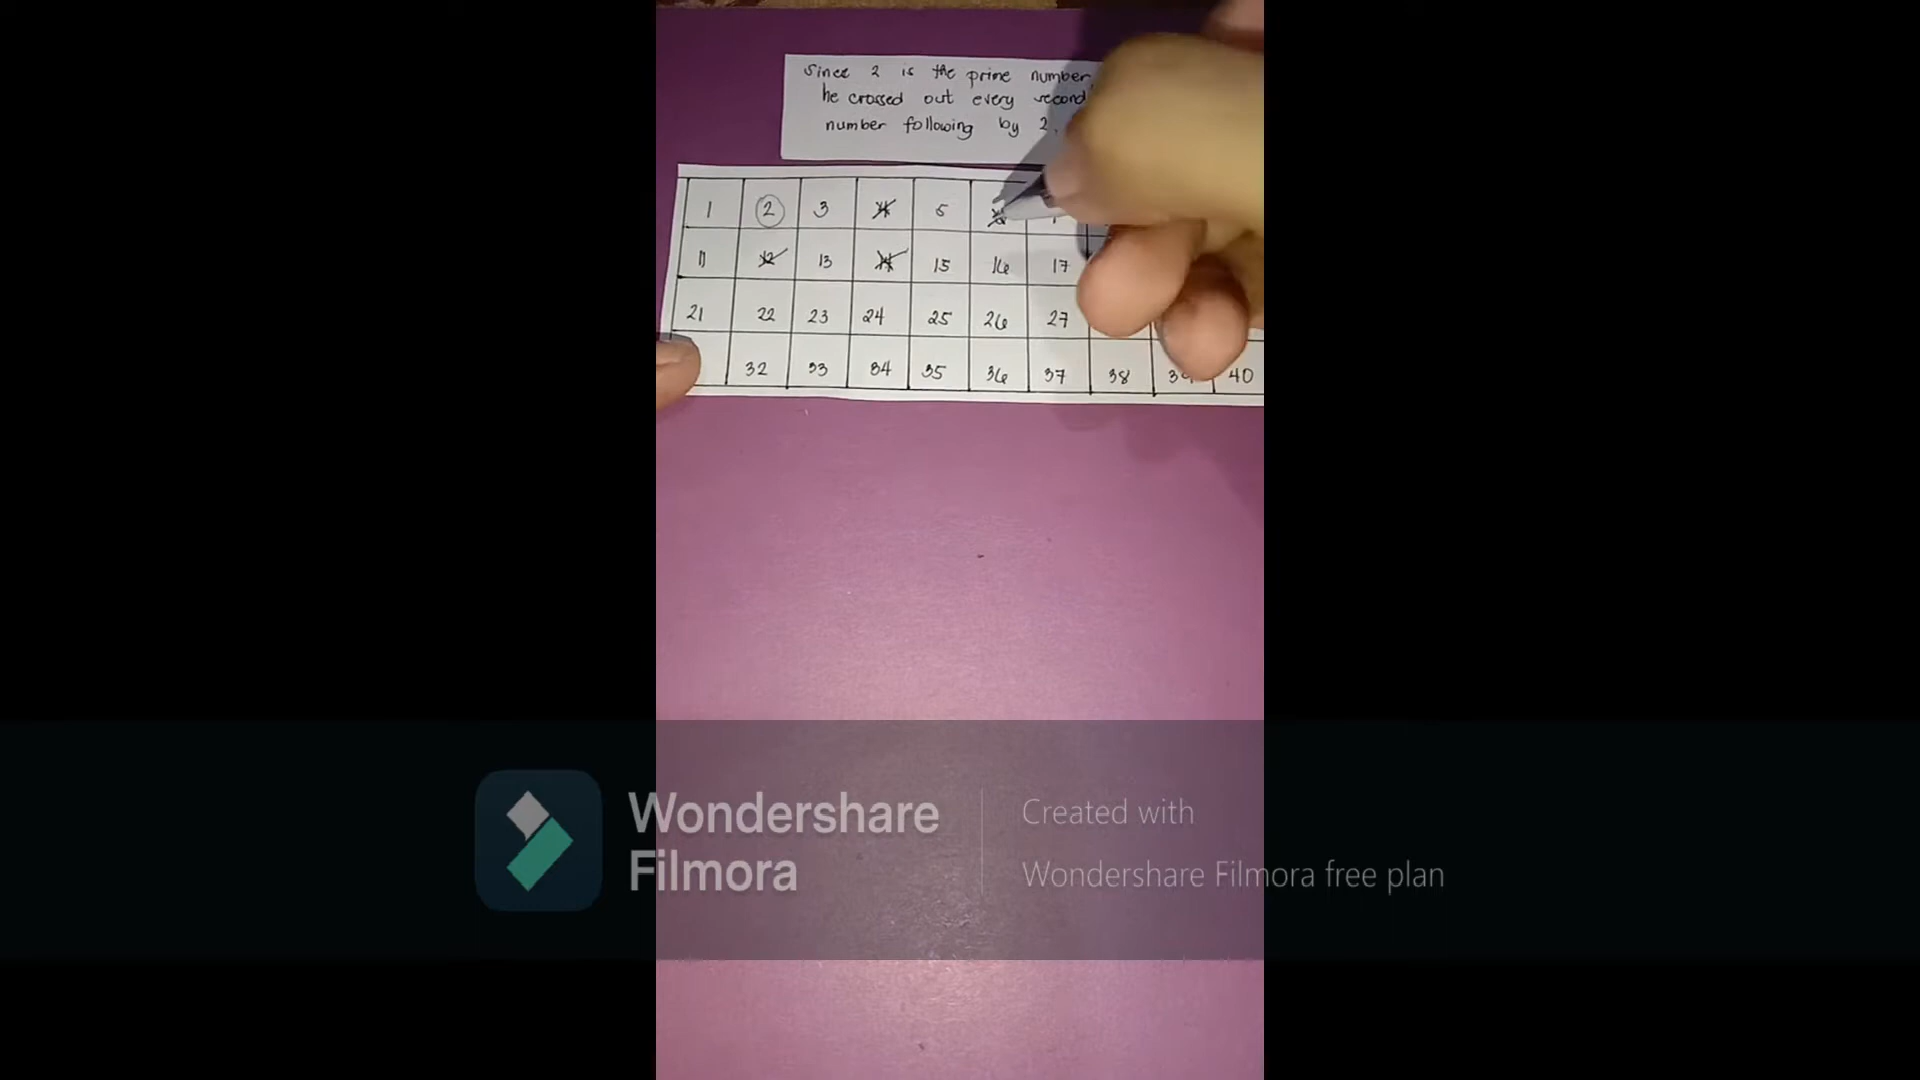 Since 2 is the prime number,
he crossed out every second
number following by 2.
1 2 3 4 5 6
11 12 13 14 15 16 17
21 22 23 24 25 26 27
32 33 34 35 36 37 38 39 40
Wondershare
Filmora
Created with
Wondershare Filmora free plan